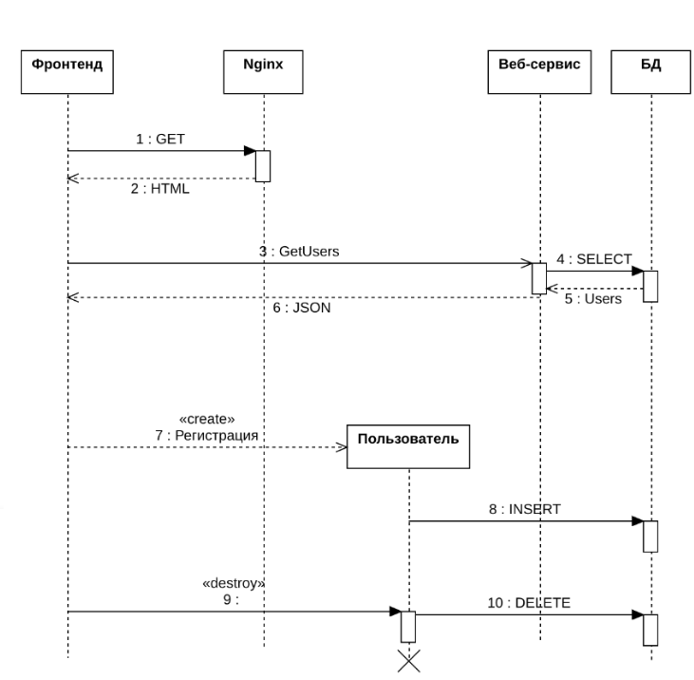 Фронтенд
Nginx
Веб-сервис
БД
1 : GET
2 : HTML
3 : GetUsers
4 : SELECT
5 : Users
6 : JSON
«create»
7 : Регистрация
Пользователь
8 : INSERT
«destroy»
9 :
10 : DELETE